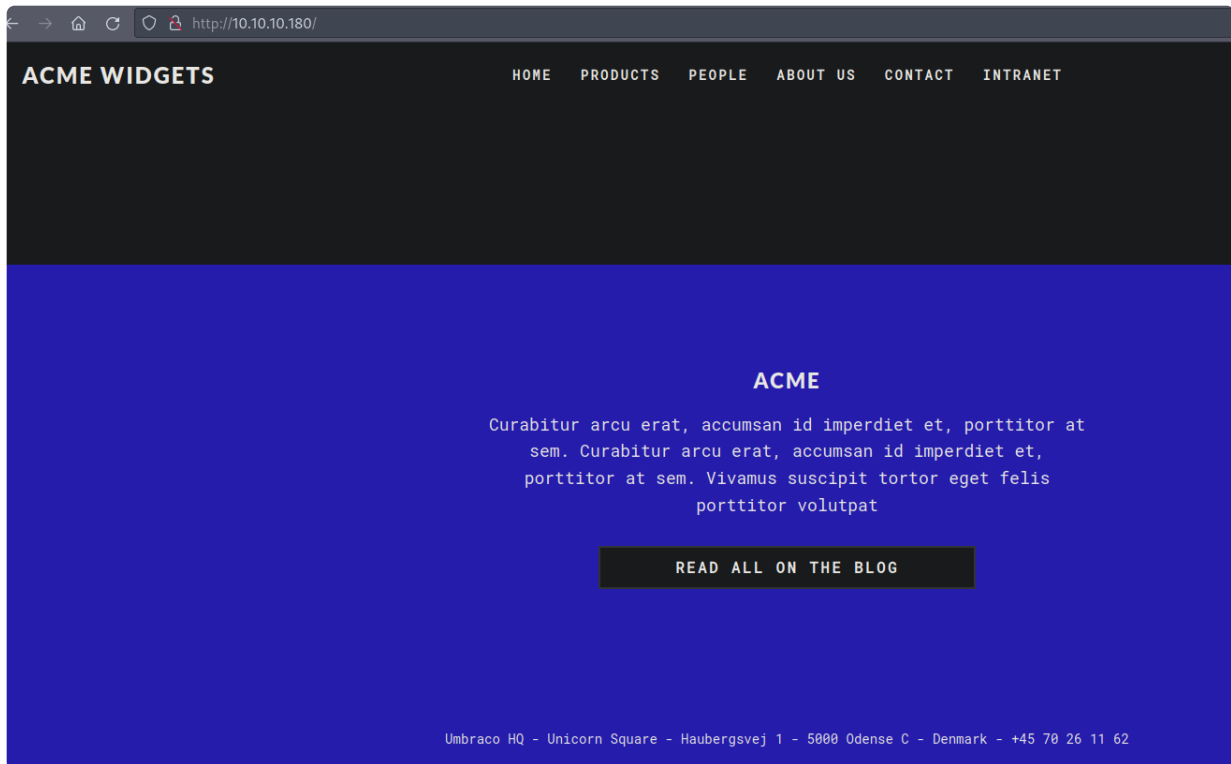 http://10.10.10.180/
ACME WIDGETS
HOME PRODUCTS PEOPLE ABOUT US CONTACT INTRANET
ACME
Curabitur arcu erat, accumsan id imperdiet et, porttitor at
sem. Curabitur arcu erat, accumsan id imperdiet et,
porttitor at sem. Vivamus suscipit tortor eget felis
porttitor volutpat
READ ALL ON THE BLOG
Umbraco HQ - Unicorn Square - Haubergsvej 1 - 5000 Odense C - Denmark - +45 70 26 11 62